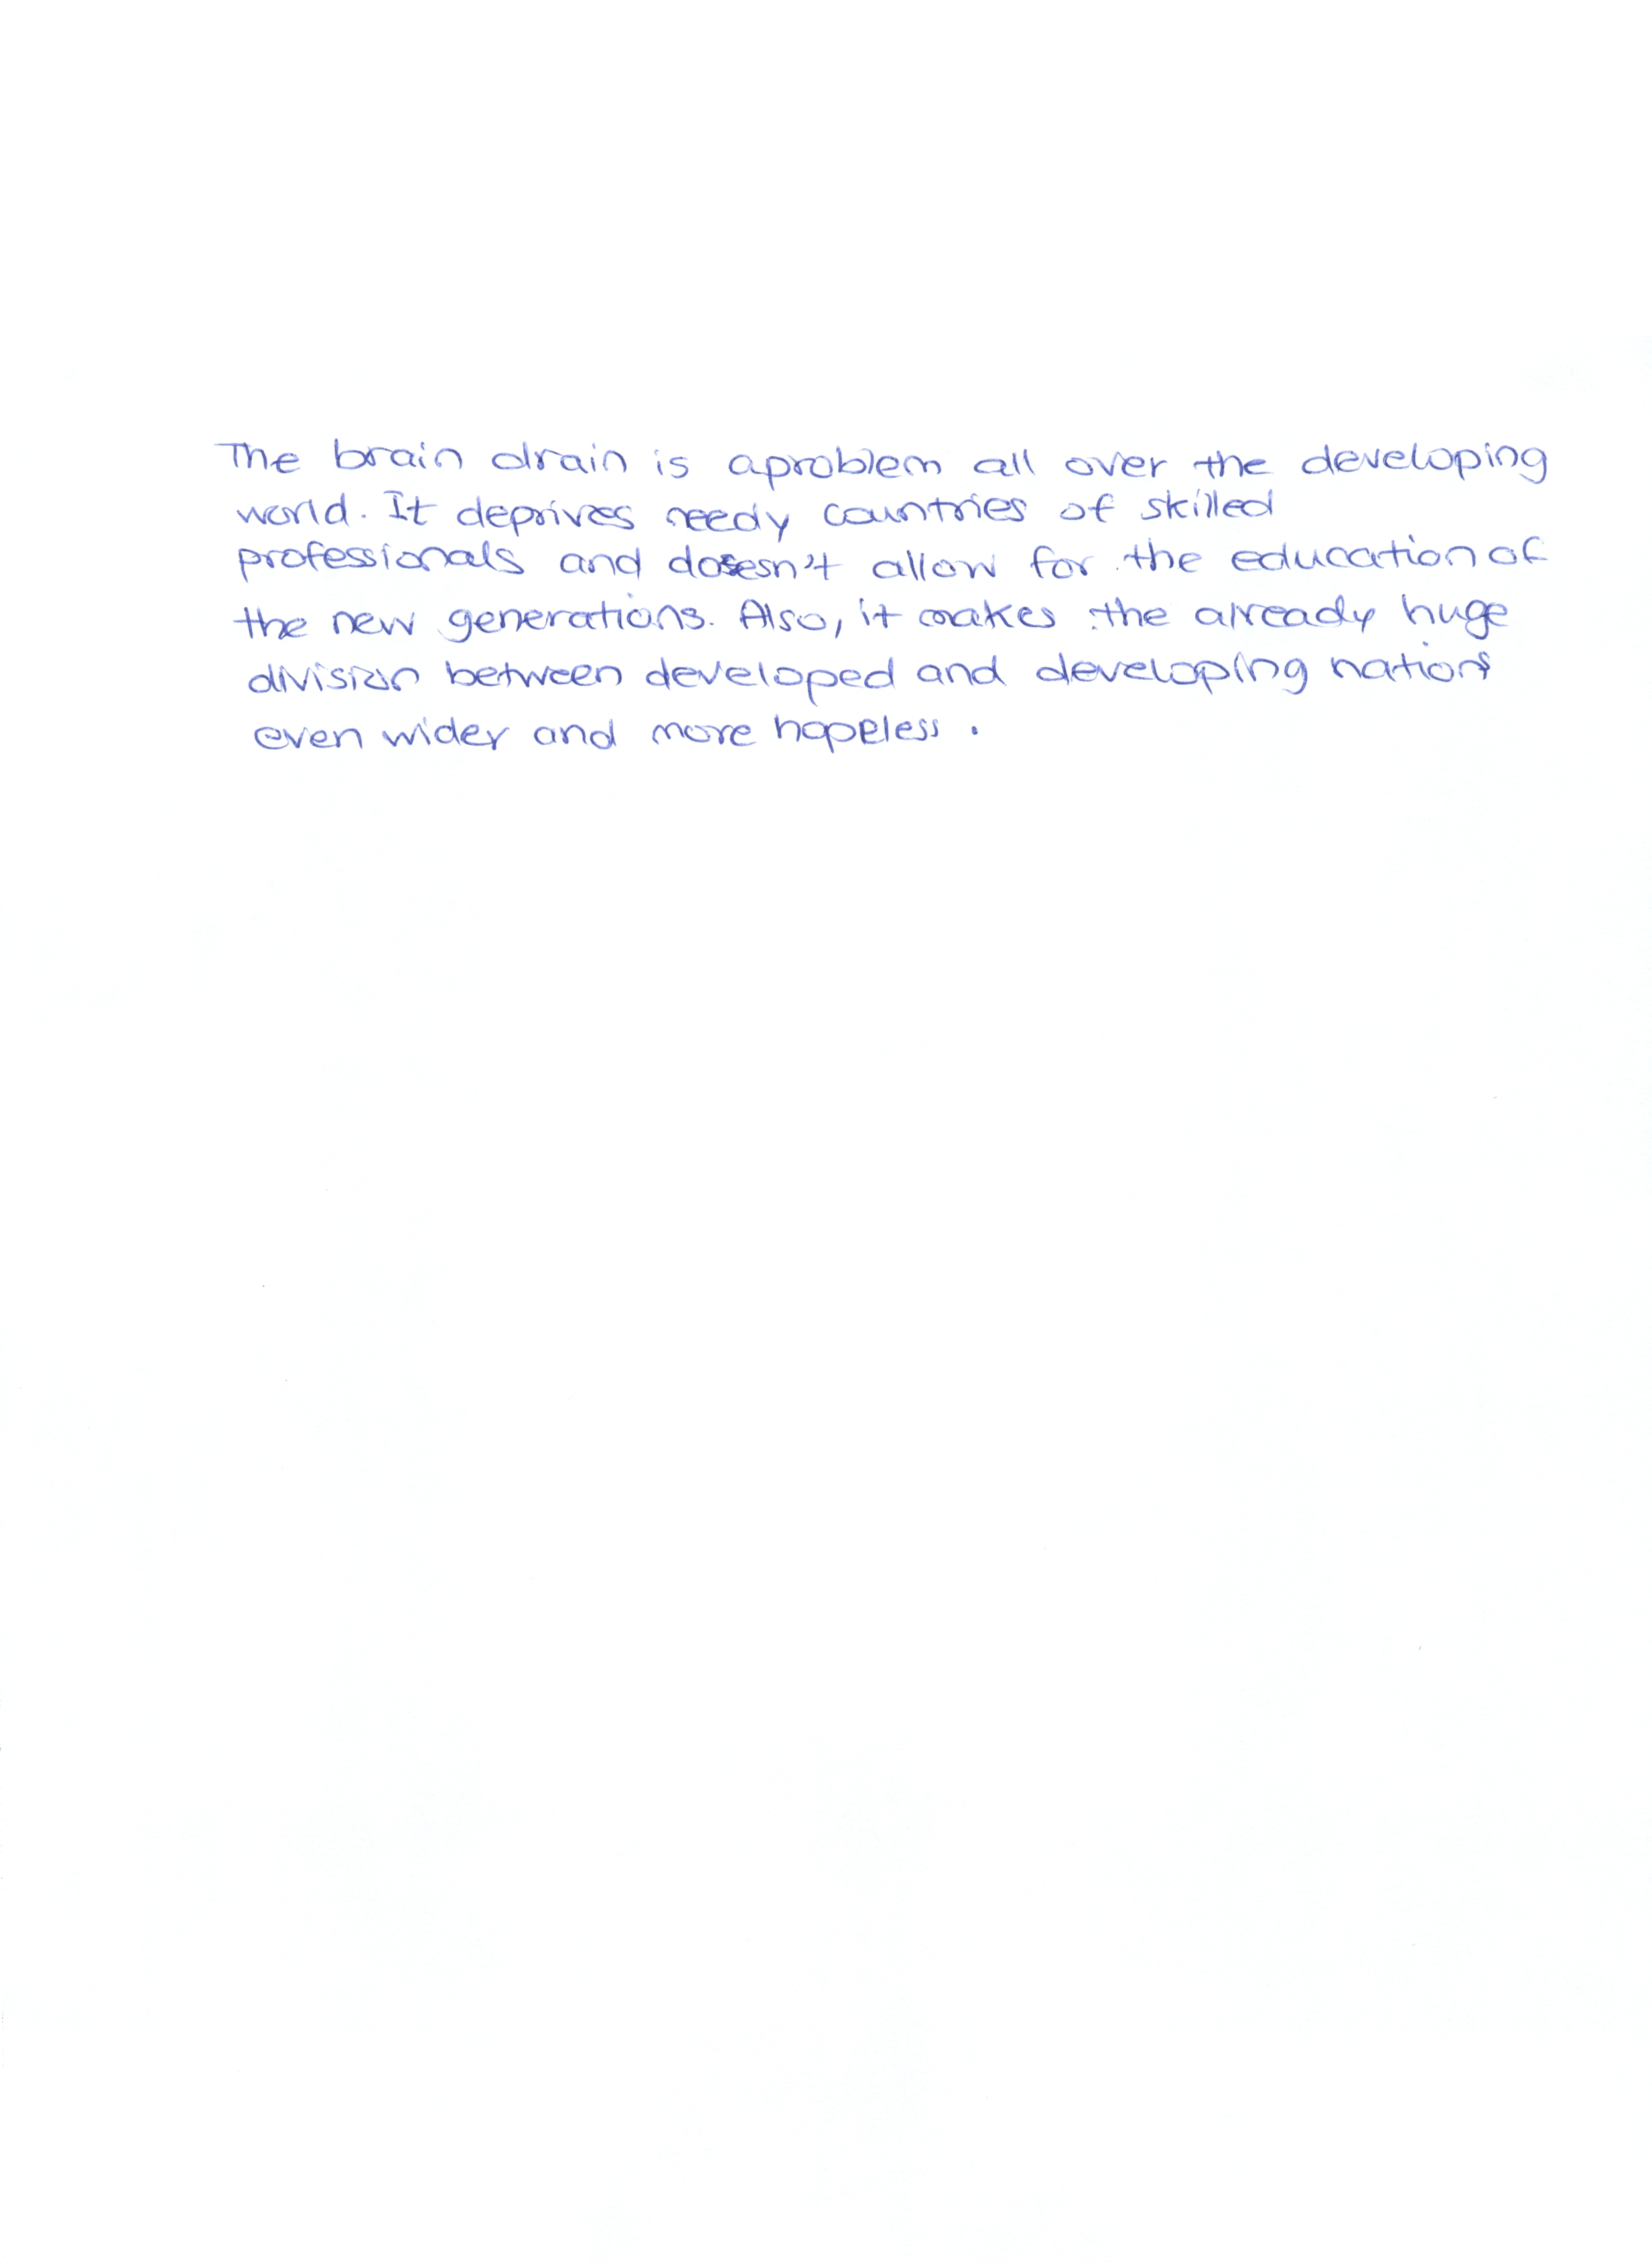 The brain drain is a problem all over the developing
world. It deprives needy countries of skilled
professionals and doesn't allow for the education of
the new generations. Also, it makes the already huge
division between developed and developing nations
even wider and more hopeless.